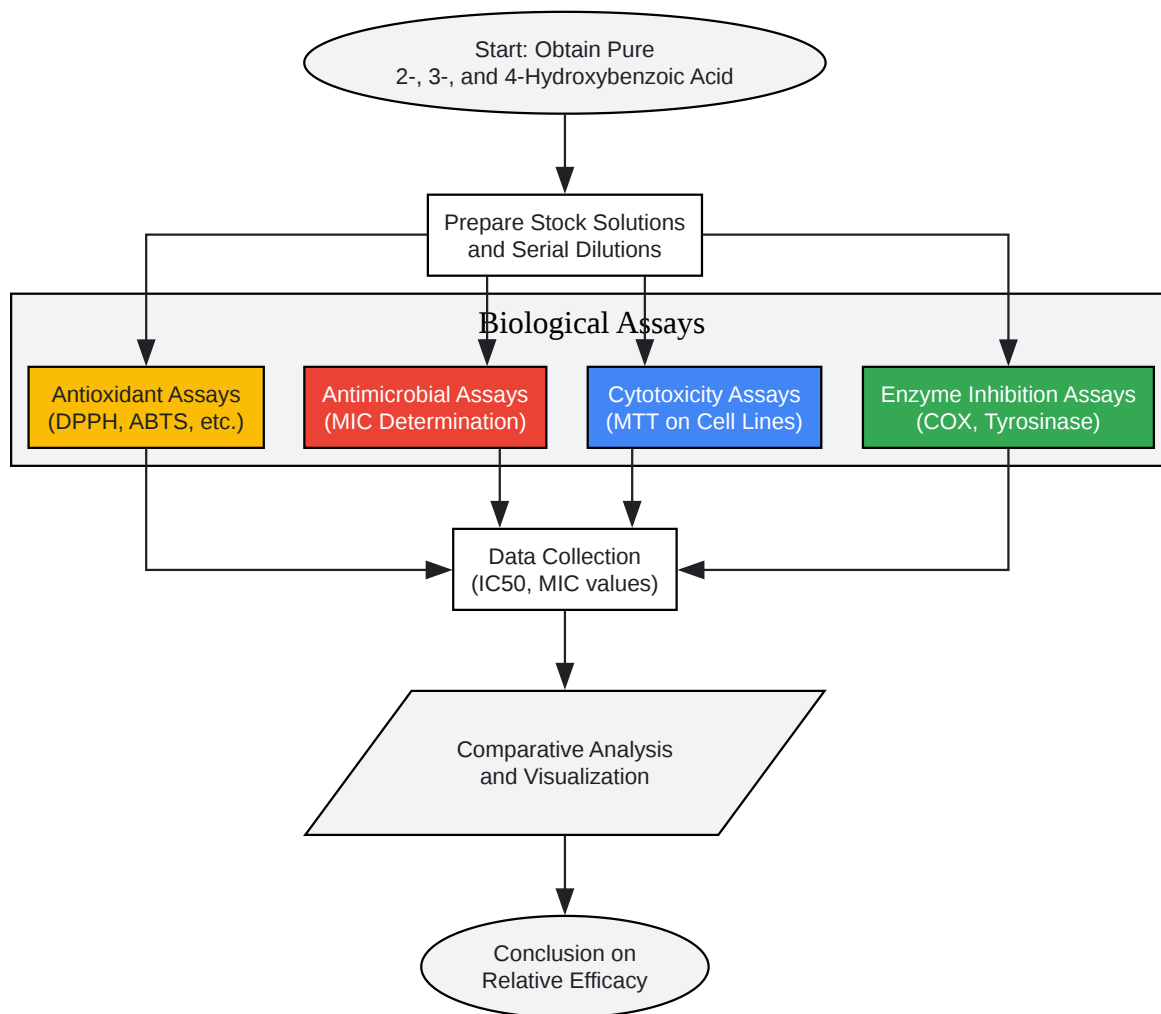 Start: Obtain Pure
2-, 3-, and 4-Hydroxybenzoic Acid
Prepare Stock Solutions
and Serial Dilutions
Biological Assays
Antioxidant Assays
(DPPH, ABTS, etc.)
Antimicrobial Assays
(MIC Determination)
Cytotoxicity Assays
(MTT on Cell Lines)
Enzyme Inhibition Assays
(COX, Tyrosinase)
Data Collection
(IC50, MIC values)
Comparative Analysis
and Visualization
Conclusion on
Relative Efficacy